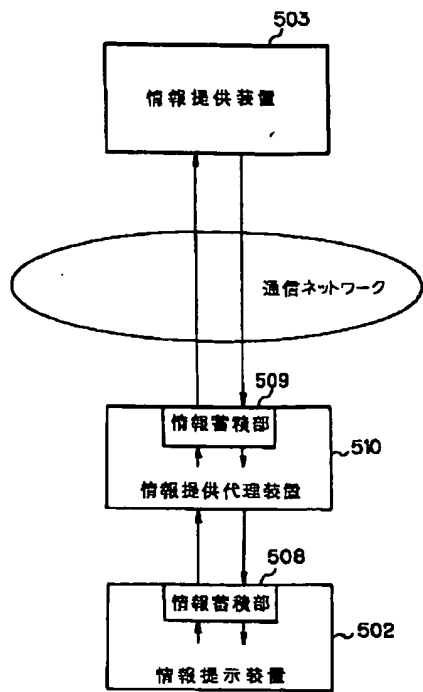 503
情報提供装置
通信ネットワーク
509
情報蓄積部
510
情報提供代理装置
508
情報蓄積部
502
情報提示装置